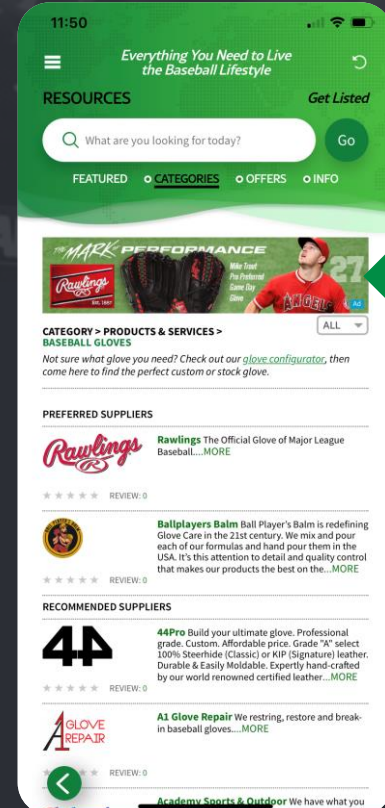 11:50
Everything You Need to Live
the Baseball Lifestyle
RESOURCES
Get Listed
What are you looking for today?
Go
FEATURED
CATEGORIES
OFFERS
INFO
THE MARK OF PERFORMANCE
Rawlings
EST. 1887
Mike Trout
Pro Preferred
Game Day
Glove
ANGELS
27
Ad
CATEGORY > PRODUCTS & SERVICES >
BASEBALL GLOVES
ALL
Not sure what glove you need? Check out our glove configurator, then
come here to find the perfect custom or stock glove.
PREFERRED SUPPLIERS
Rawlings
Rawlings The Official Glove of Major League
Baseball....MORE
REVIEW: 0
Ballplayers Balm Ball Player's Balm is redefining
Glove Care in the 21st century. We mix and pour
each of our formulas and hand pour them in the
USA. It's this attention to detail and quality control
that makes our products the best on the...MORE
REVIEW: 0
RECOMMENDED SUPPLIERS
44
44Pro Build your ultimate glove. Professional
grade. Custom. Affordable price. Grade "A" select
100% Steerhide (Classic) or KIP (Signature) leather.
Durable & Easily Moldable. Expertly hand-crafted
by our world renowned certified leather...MORE
REVIEW: 0
A1 GLOVE
REPAIR
A1 Glove Repair We restring, restore and break-
in baseball gloves....MORE
REVIEW: 0
Academy Sports & Outdoor We have what you